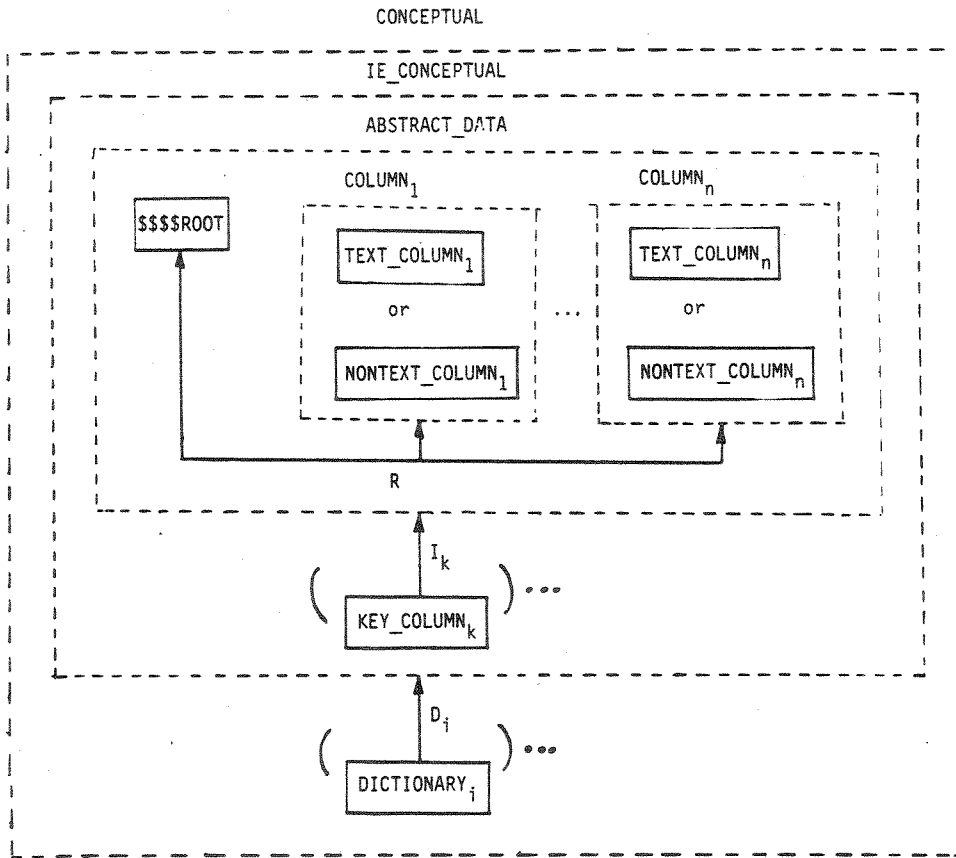 CONCEPTUAL
IE_CONCEPTUAL
ABSTRACT_DATA
COLUMN₁
COLUMNₙ
$$$$ROOT
TEXT_COLUMN₁
TEXT_COLUMNₙ
or
or
...
NONTEXT_COLUMN₁
NONTEXT_COLUMNₙ
R
Iₖ
( ) ...
KEY_COLUMNₖ
Dᵢ
( ) ...
DICTIONARYᵢ